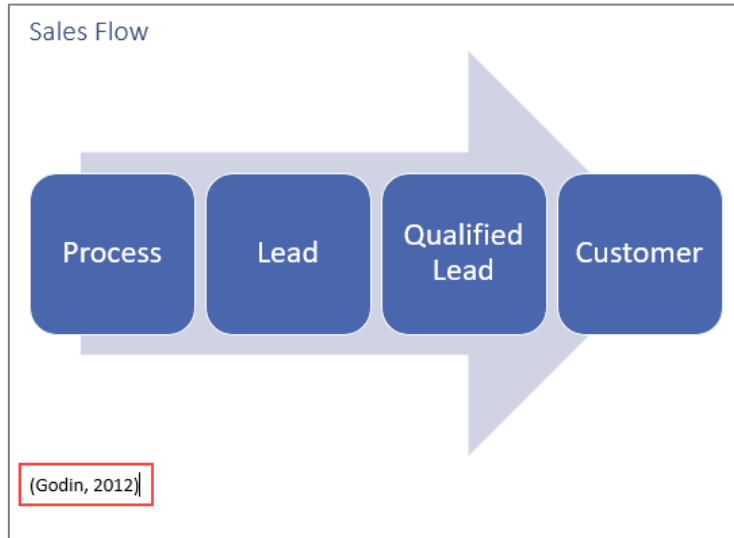 Sales Flow
Process
Lead
Qualified
Lead
Customer
(Godin, 2012)